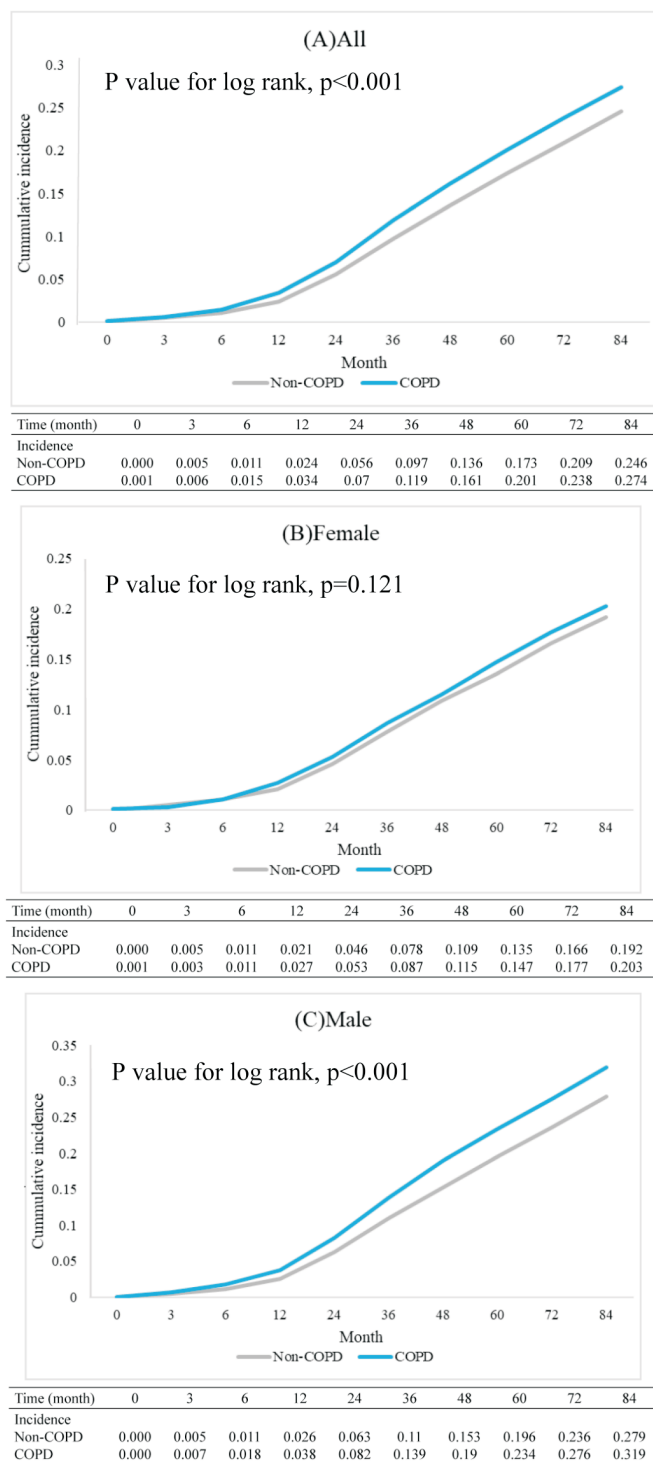 (A)All
P value for log rank, p<0.001
0.3
0.25
0.2
0.15
0.1
0.05
0
Cummulative incidence
0 3 6 12 24 36 48 60 72 84
Month
Non-COPD COPD
Time (month) 0 3 6 12 24 36 48 60 72 84
Incidence
Non-COPD 0.000 0.005 0.011 0.024 0.056 0.097 0.136 0.173 0.209 0.246
COPD 0.001 0.006 0.015 0.034 0.07 0.119 0.161 0.201 0.238 0.274
(B)Female
P value for log rank, p=0.121
0.25
0.2
0.15
0.1
0.05
0
Cummulative incidence
0 3 6 12 24 36 48 60 72 84
Month
Non-COPD COPD
Time (month) 0 3 6 12 24 36 48 60 72 84
Incidence
Non-COPD 0.000 0.005 0.011 0.021 0.046 0.078 0.109 0.135 0.166 0.192
COPD 0.001 0.003 0.011 0.027 0.053 0.087 0.115 0.147 0.177 0.203
(C)Male
P value for log rank, p<0.001
0.35
0.3
0.25
0.2
0.15
0.1
0.05
0
Cummulative incidence
0 3 6 12 24 36 48 60 72 84
Month
Non-COPD COPD
Time (month) 0 3 6 12 24 36 48 60 72 84
Incidence
Non-COPD 0.000 0.005 0.011 0.026 0.063 0.11 0.153 0.196 0.236 0.279
COPD 0.000 0.007 0.018 0.038 0.082 0.139 0.19 0.234 0.276 0.319